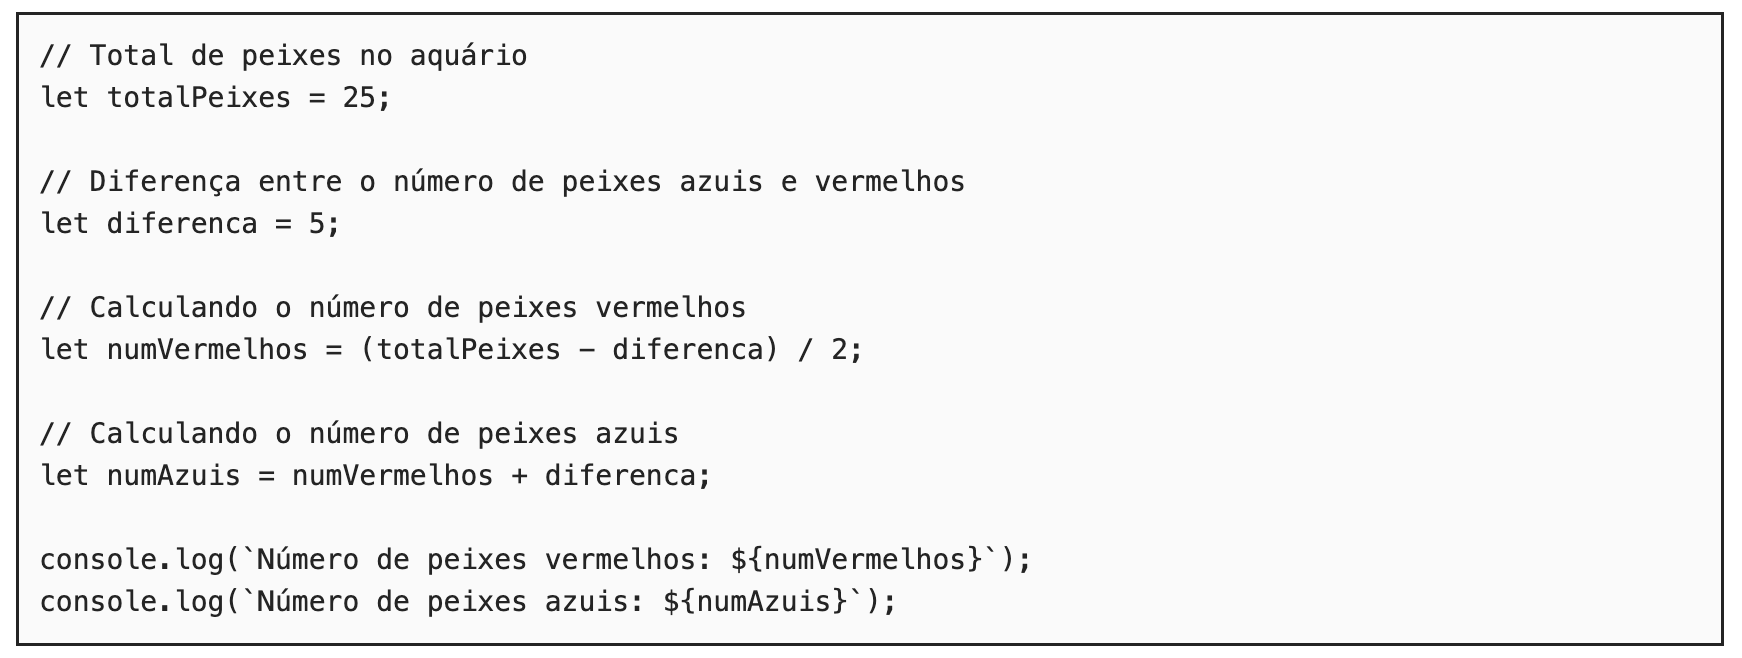 // Total de peixes no aquário
let totalPeixes = 25;
// Diferença entre o número de peixes azuis e vermelhos
let diferenca = 5;
// Calculando o número de peixes vermelhos
let numVermelhos = (totalPeixes − diferenca) / 2;
// Calculando o número de peixes azuis
let numAzuis = numVermelhos + diferenca;
console.log(`Número de peixes vermelhos: ${numVermelhos}`);
console.log(`Número de peixes azuis: ${numAzuis}`);